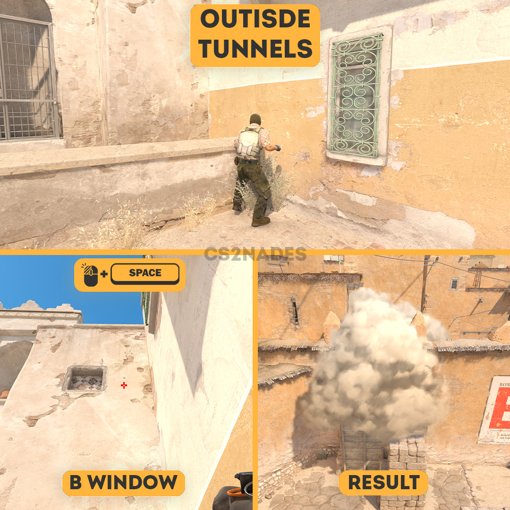 OUTISDE
TUNNELS
CS2NADES
+ SPACE
B WINDOW
RESULT